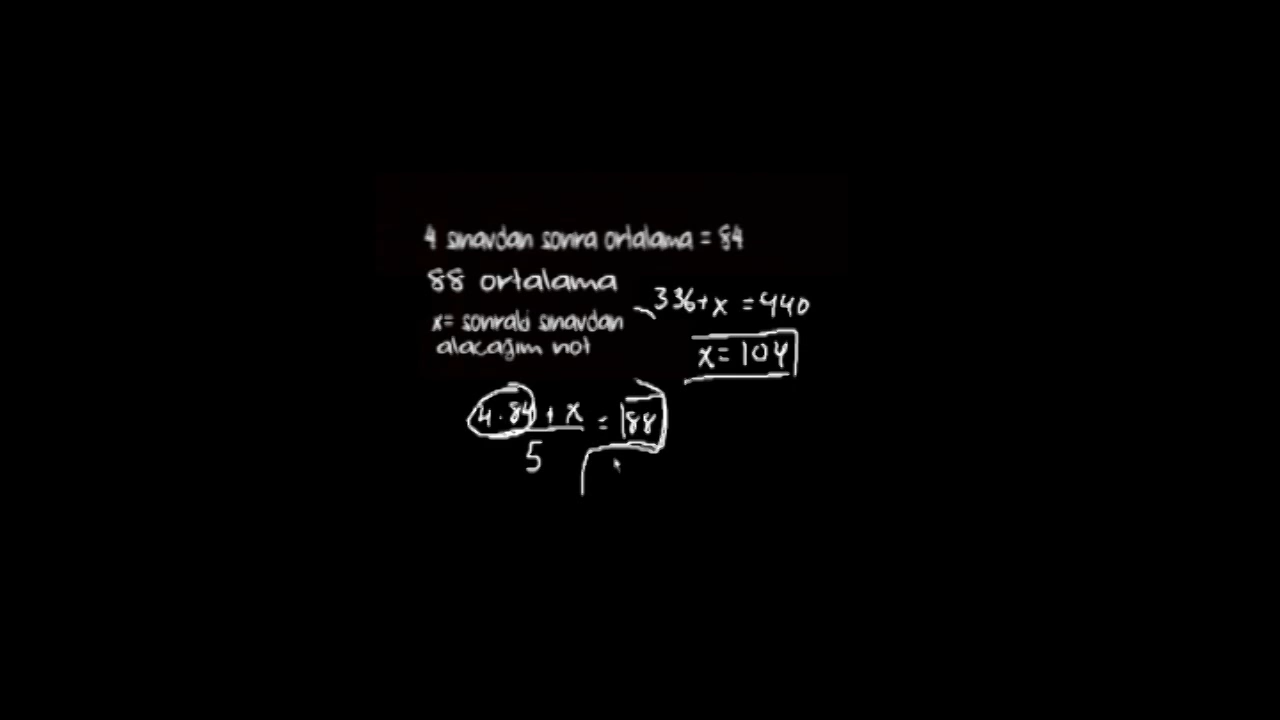 4 sınavdan sonra ortalama = 84
88 ortalama
x= sonraki sınavdan
alacağım not
336+x = 440
x = 104
4 · 84 + x = 88
5